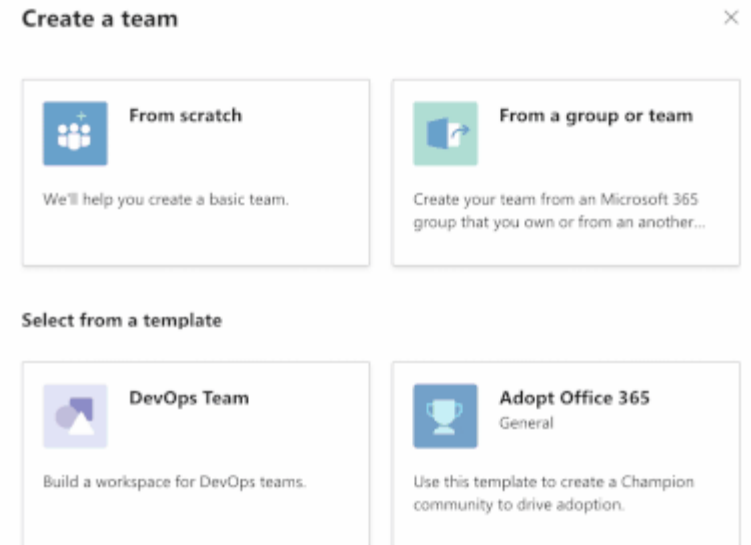 Create a team
From scratch
We'll help you create a basic team.
From a group or team
Create your team from an Microsoft 365
group that you own or from an another...
Select from a template
DevOps Team
Build a workspace for DevOps teams.
Adopt Office 365
General
Use this template to create a Champion
community to drive adoption.